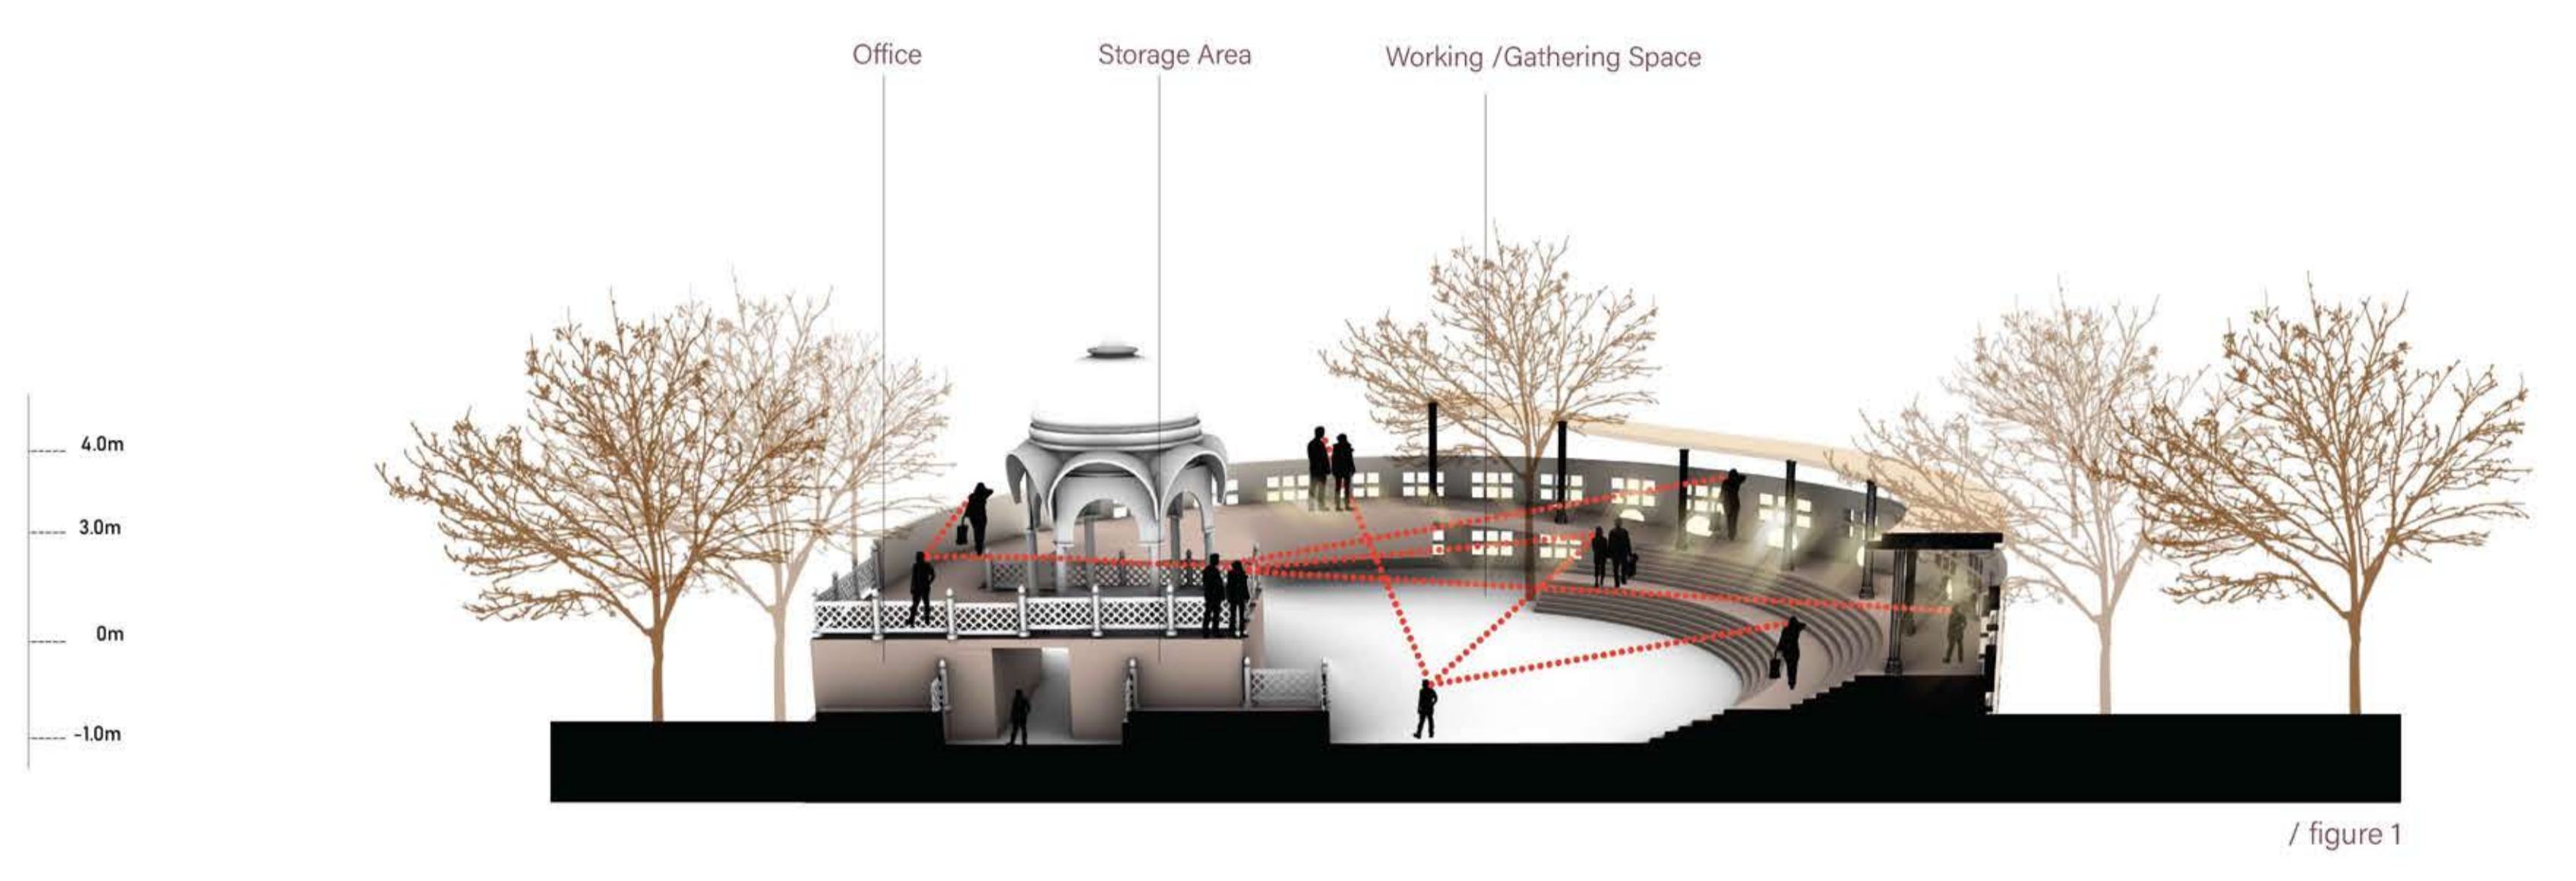 Office
Storage Area
Working /Gathering Space
4.0m
3.0m
0m
-1.0m
/ figure 1